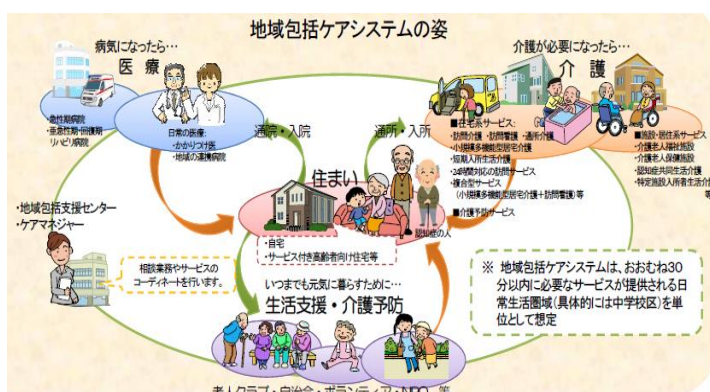 地域包括ケアシステムの姿
病気になったら…
医 療
・急性期病院
・亜急性期・回復期
リハビリ病院
日常の医療:
・かかりつけ医
・地域の連携病院
通院・入院
通所・入所
介護が必要になったら…
介 護
■在宅系サービス:
・訪問介護・訪問看護・通所介護
・小規模多機能型居宅介護
・短期入所生活介護
・24時間対応の訪問サービス
・複合型サービス
(小規模多機能型居宅介護+訪問看護)等
■介護予防サービス
■施設・居住系サービス
・介護老人福祉施設
・介護老人保健施設
・認知症共同生活介護
・特定施設入所者生活介護
等
住まい
認知症の人
・自宅
・サービス付き高齢者向け住宅等
・地域包括支援センター
・ケアマネジャー
相談業務やサービスの
コーディネートを行います。
いつまでも元気に暮らすために…
生活支援・介護予防
老人クラブ・自治会・ボランティア・NPO 等
※ 地域包括ケアシステムは、おおむね30
分以内に必要なサービスが提供される日
常生活圏域(具体的には中学校区)を単
位として想定